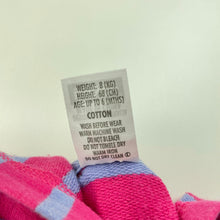 WEIGHT: 8 (KG)
HEIGHT: 68 (CM)
AGE: UP TO 6 (MTHS)
COTTON
WASH BEFORE WEAR
WARM MACHINE WASH
DO NOT BLEACH
DO NOT TUMBLE DRY
WARM IRON
DO NOT DRY CLEAN